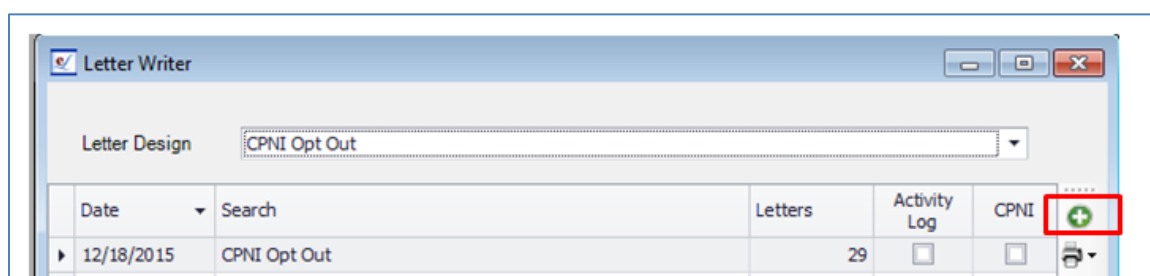 Letter Writer
Letter Design CPNI Opt Out
Date Search Letters Activity Log CPNI
12/18/2015 CPNI Opt Out 29